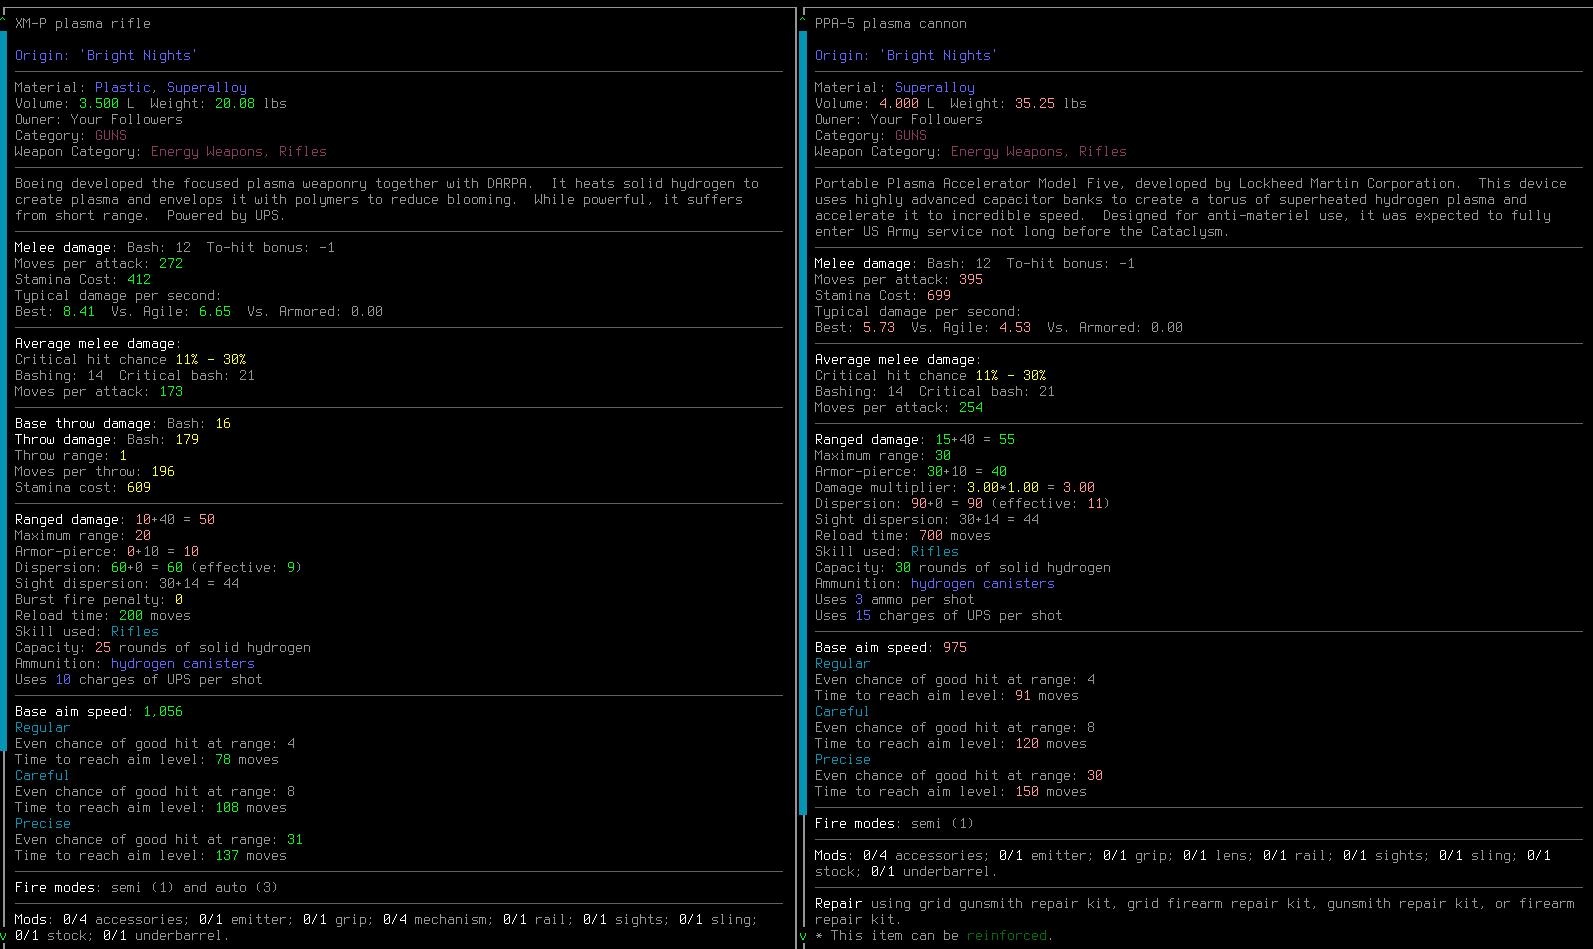 XM-P plasma rifle
Origin: 'Bright Nights'
Material: Plastic, Superalloy
Volume: 3.500 L  Weight: 20.08 lbs
Owner: Your Followers
Category: GUNS
Weapon Category: Energy Weapons, Rifles
Boeing developed the focused plasma weaponry together with DARPA.  It heats solid hydrogen to
create plasma and envelops it with polymers to reduce blooming.  While powerful, it suffers
from short range.  Powered by UPS.
Melee damage: Bash: 12  To-hit bonus: -1
Moves per attack: 272
Stamina Cost: 412
Typical damage per second:
Best: 8.41  Vs. Agile: 6.65  Vs. Armored: 0.00
Average melee damage:
Critical hit chance 11% - 30%
Bashing: 14  Critical bash: 21
Moves per attack: 173
Base throw damage: Bash: 16
Throw damage: Bash: 179
Throw range: 1
Moves per throw: 196
Stamina cost: 609
Ranged damage: 10+40 = 50
Maximum range: 20
Armor-pierce: 0+10 = 10
Dispersion: 60+0 = 60 (effective: 9)
Sight dispersion: 30+14 = 44
Burst fire penalty: 0
Reload time: 200 moves
Skill used: Rifles
Capacity: 25 rounds of solid hydrogen
Ammunition: hydrogen canisters
Uses 10 charges of UPS per shot
Base aim speed: 1,056
Regular
Even chance of good hit at range: 4
Time to reach aim level: 78 moves
Careful
Even chance of good hit at range: 8
Time to reach aim level: 108 moves
Precise
Even chance of good hit at range: 31
Time to reach aim level: 137 moves
Fire modes: semi (1) and auto (3)
Mods: 0/4 accessories; 0/1 emitter; 0/1 grip; 0/4 mechanism; 0/1 rail; 0/1 sights; 0/1 sling;
0/1 stock; 0/1 underbarrel.
PPA-5 plasma cannon
Origin: 'Bright Nights'
Material: Superalloy
Volume: 4.000 L  Weight: 35.25 lbs
Owner: Your Followers
Category: GUNS
Weapon Category: Energy Weapons, Rifles
Portable Plasma Accelerator Model Five, developed by Lockheed Martin Corporation.  This device
uses highly advanced capacitor banks to create a torus of superheated hydrogen plasma and
accelerate it to incredible speed.  Designed for anti-materiel use, it was expected to fully
enter US Army service not long before the Cataclysm.
Melee damage: Bash: 12  To-hit bonus: -1
Moves per attack: 395
Stamina Cost: 699
Typical damage per second:
Best: 5.73  Vs. Agile: 4.53  Vs. Armored: 0.00
Average melee damage:
Critical hit chance 11% - 30%
Bashing: 14  Critical bash: 21
Moves per attack: 254
Ranged damage: 15+40 = 55
Maximum range: 30
Armor-pierce: 30+10 = 40
Damage multiplier: 3.00*1.00 = 3.00
Dispersion: 90+0 = 90 (effective: 11)
Sight dispersion: 30+14 = 44
Reload time: 700 moves
Skill used: Rifles
Capacity: 30 rounds of solid hydrogen
Ammunition: hydrogen canisters
Uses 3 ammo per shot
Uses 15 charges of UPS per shot
Base aim speed: 975
Regular
Even chance of good hit at range: 4
Time to reach aim level: 91 moves
Careful
Even chance of good hit at range: 8
Time to reach aim level: 120 moves
Precise
Even chance of good hit at range: 30
Time to reach aim level: 150 moves
Fire modes: semi (1)
Mods: 0/4 accessories; 0/1 emitter; 0/1 grip; 0/1 lens; 0/1 rail; 0/1 sights; 0/1 sling; 0/1
stock; 0/1 underbarrel.
Repair using grid gunsmith repair kit, grid firearm repair kit, gunsmith repair kit, or firearm
repair kit.
* This item can be reinforced.